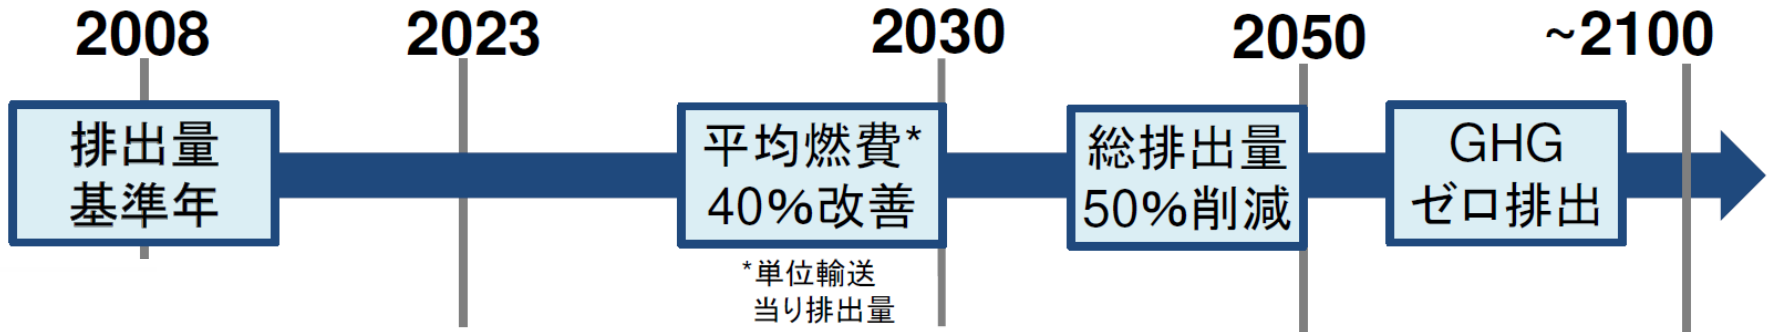 2008
2023
2030
2050
~2100
排出量
基準年
平均燃費*
40%改善
*単位輸送
当り排出量
総排出量
50%削減
GHG
ゼロ排出